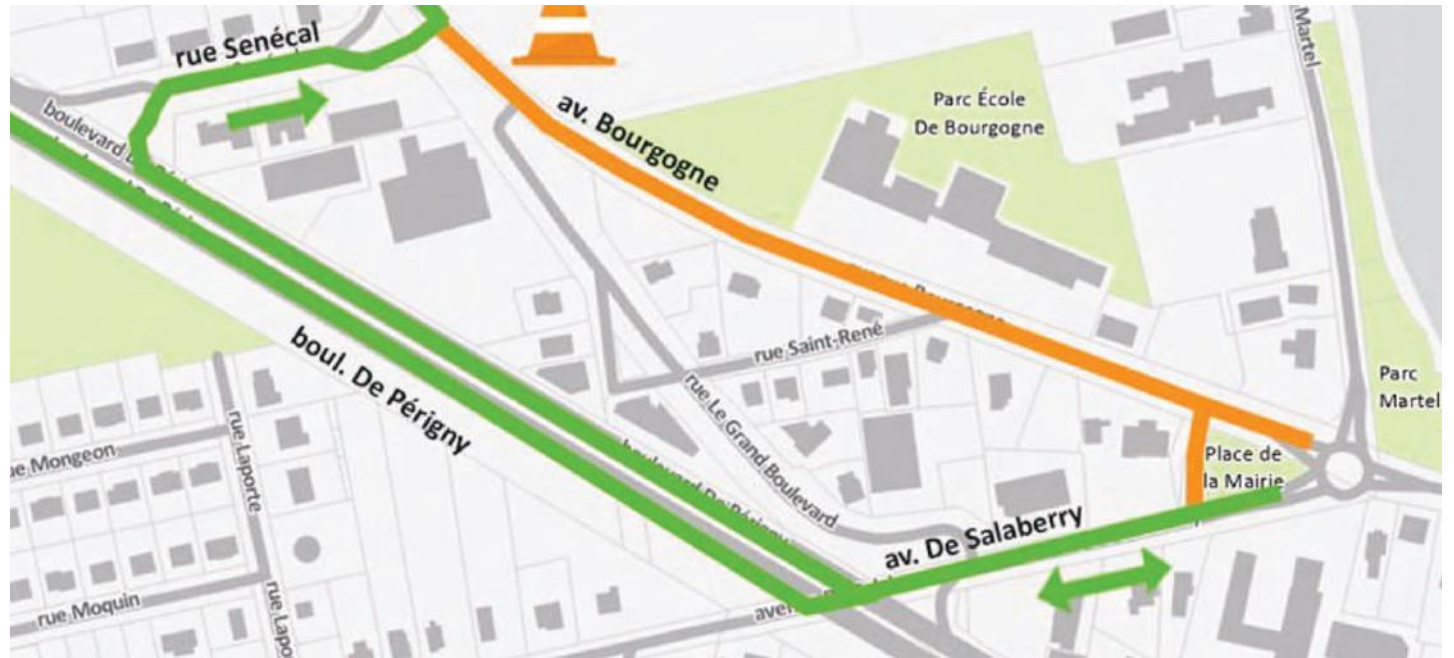 rue Senécal
Martel
boulevard
av. Bourgogne
Parc École
De Bourgogne
rue Saint-René
boul. De Périgny
rue Laporte
rue Le Grand Boulevard
Parc
Martel
Mongeon
Place de
la Mairie
av. De Salaberry
rue Moquin
rue